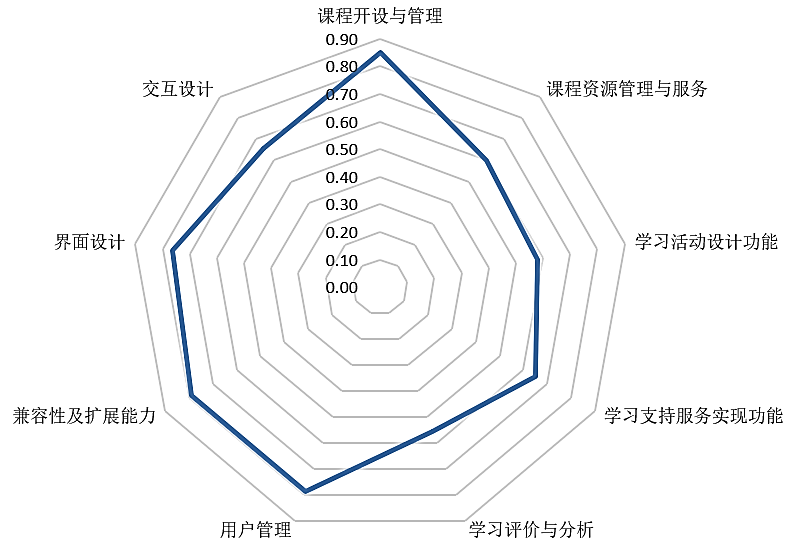 课程开设与管理
0.90
0.80
交互设计
课程资源管理与服务
0.70
0.60
0.50
0.40
0.30
界面设计
学习活动设计功能
0.20
0.10
0.00
兼容性及扩展能力
学习支持服务实现功能
用户管理
学习评价与分析